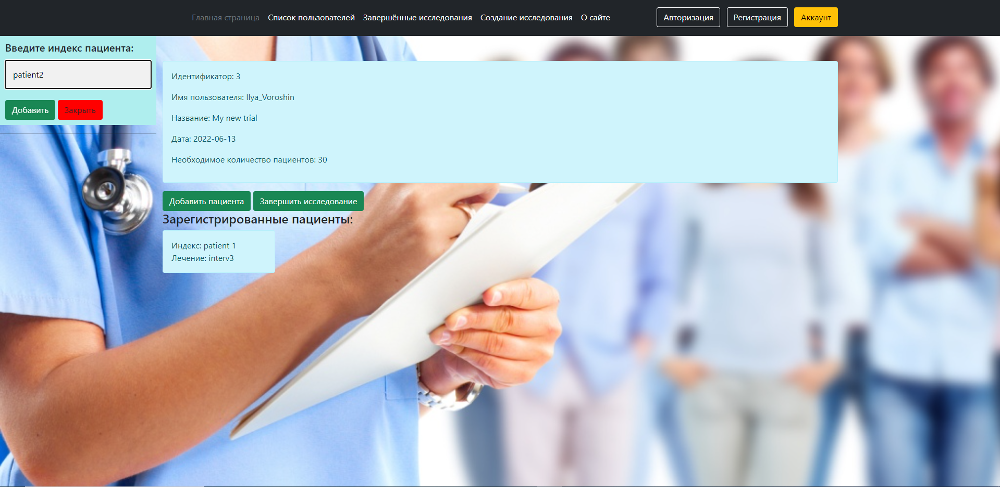 Главная страница Список пользователей Завершённые исследования Создание исследования О сайте Авторизация Регистрация Аккаунт
Введите индекс пациента:
patient2
Добавить Закрыть
Идентификатор: 3
Имя пользователя: Ilya_Voroshin
Название: My new trial
Дата: 2022-06-13
Необходимое количество пациентов: 30
Добавить пациента Завершить исследование
Зарегистрированные пациенты:
Индекс: patient 1
Лечение: interv3